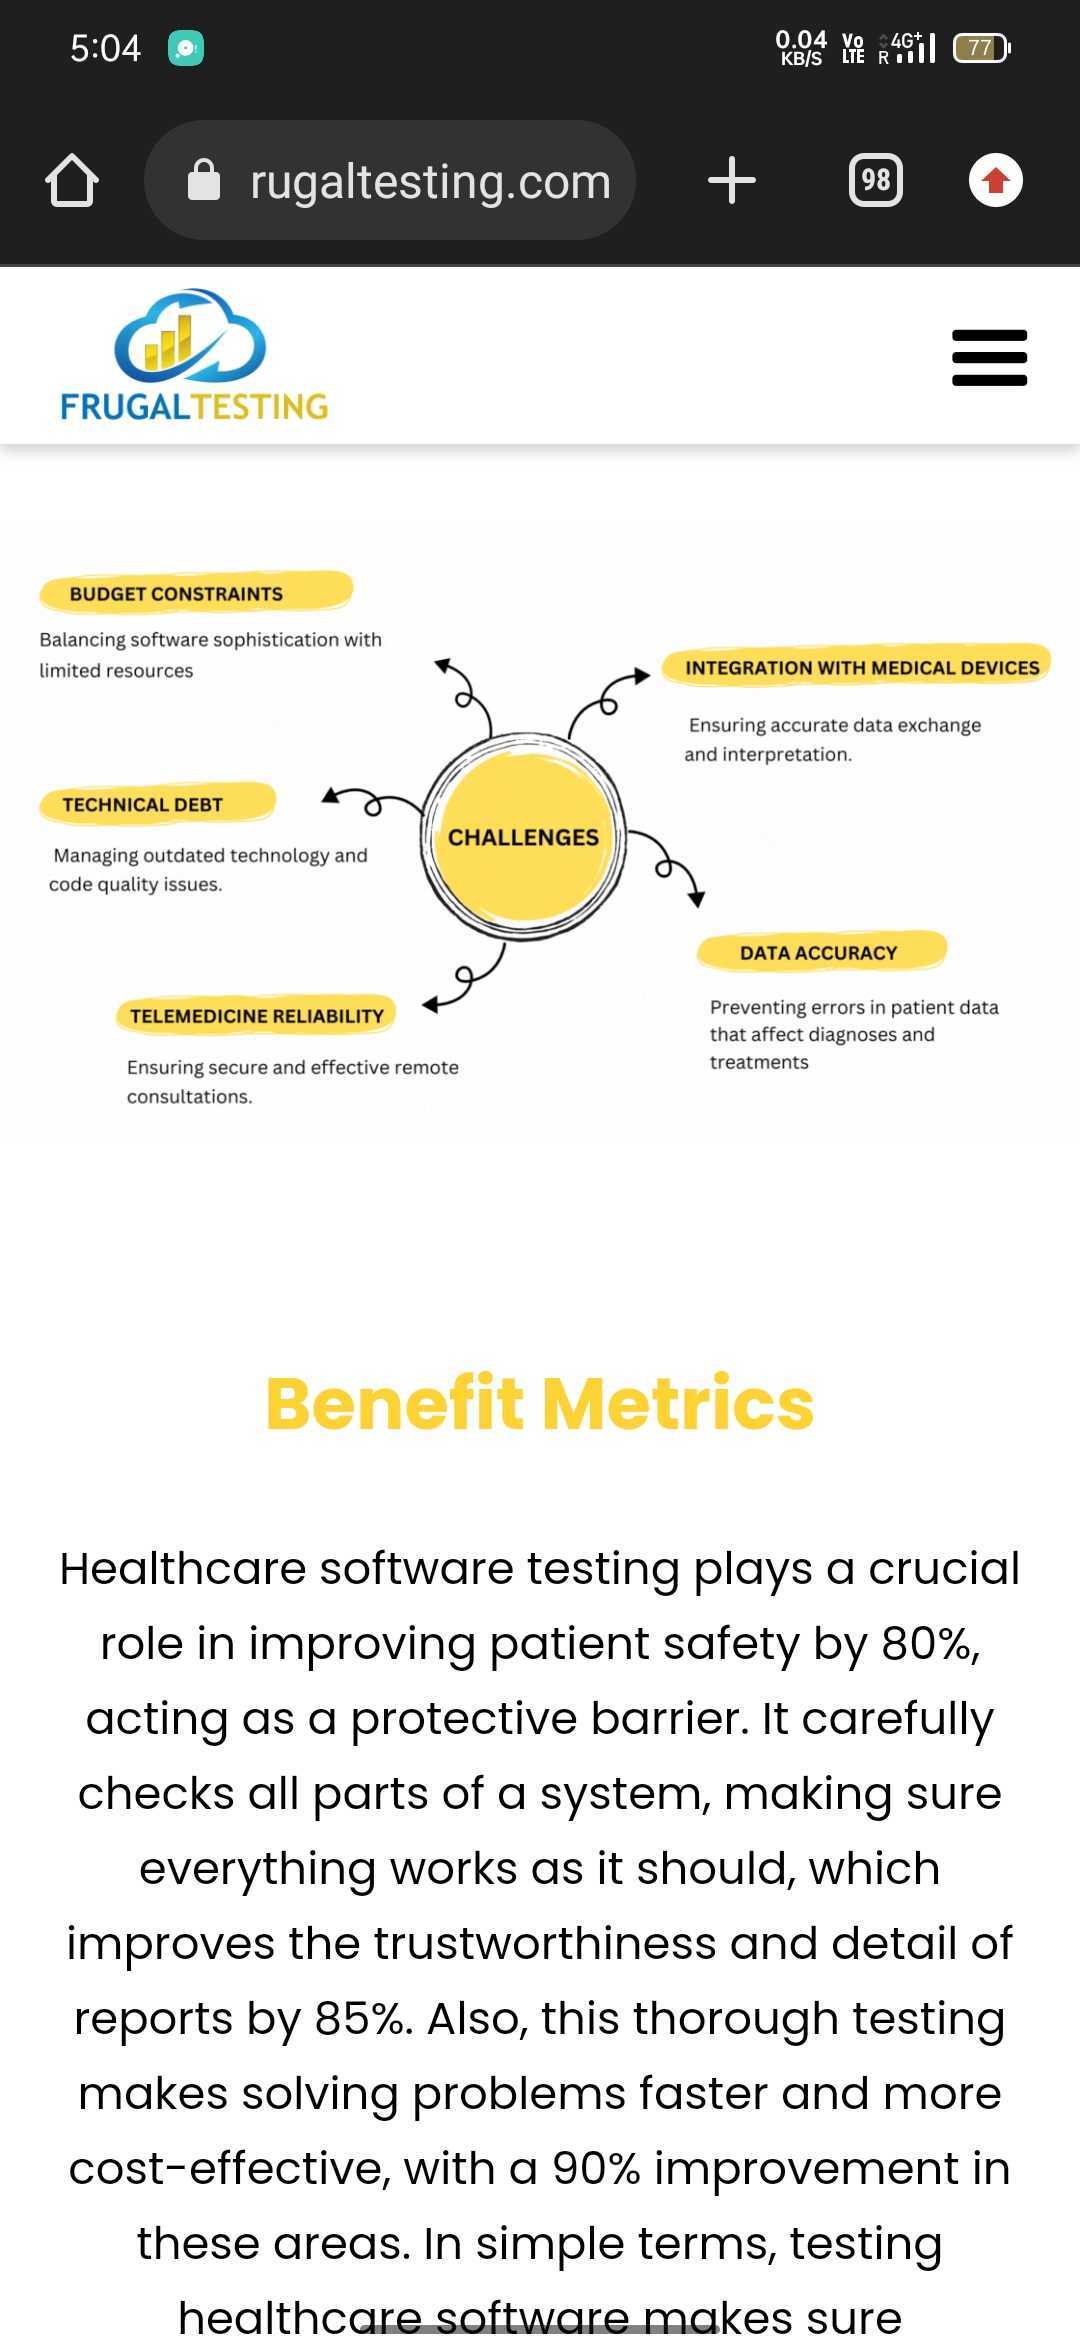 5:04
0.04
KB/S
Vo
LTE
4G+
R
77
rugaltesting.com
98
FRUGALTESTING
BUDGET CONSTRAINTS
Balancing software sophistication with
limited resources
INTEGRATION WITH MEDICAL DEVICES
Ensuring accurate data exchange
and interpretation.
TECHNICAL DEBT
Managing outdated technology and
code quality issues.
CHALLENGES
DATA ACCURACY
Preventing errors in patient data
that affect diagnoses and
treatments
TELEMEDICINE RELIABILITY
Ensuring secure and effective remote
consultations.
Benefit Metrics
Healthcare software testing plays a crucial
role in improving patient safety by 80%,
acting as a protective barrier. It carefully
checks all parts of a system, making sure
everything works as it should, which
improves the trustworthiness and detail of
reports by 85%. Also, this thorough testing
makes solving problems faster and more
cost-effective, with a 90% improvement in
these areas. In simple terms, testing
healthcare software makes sure